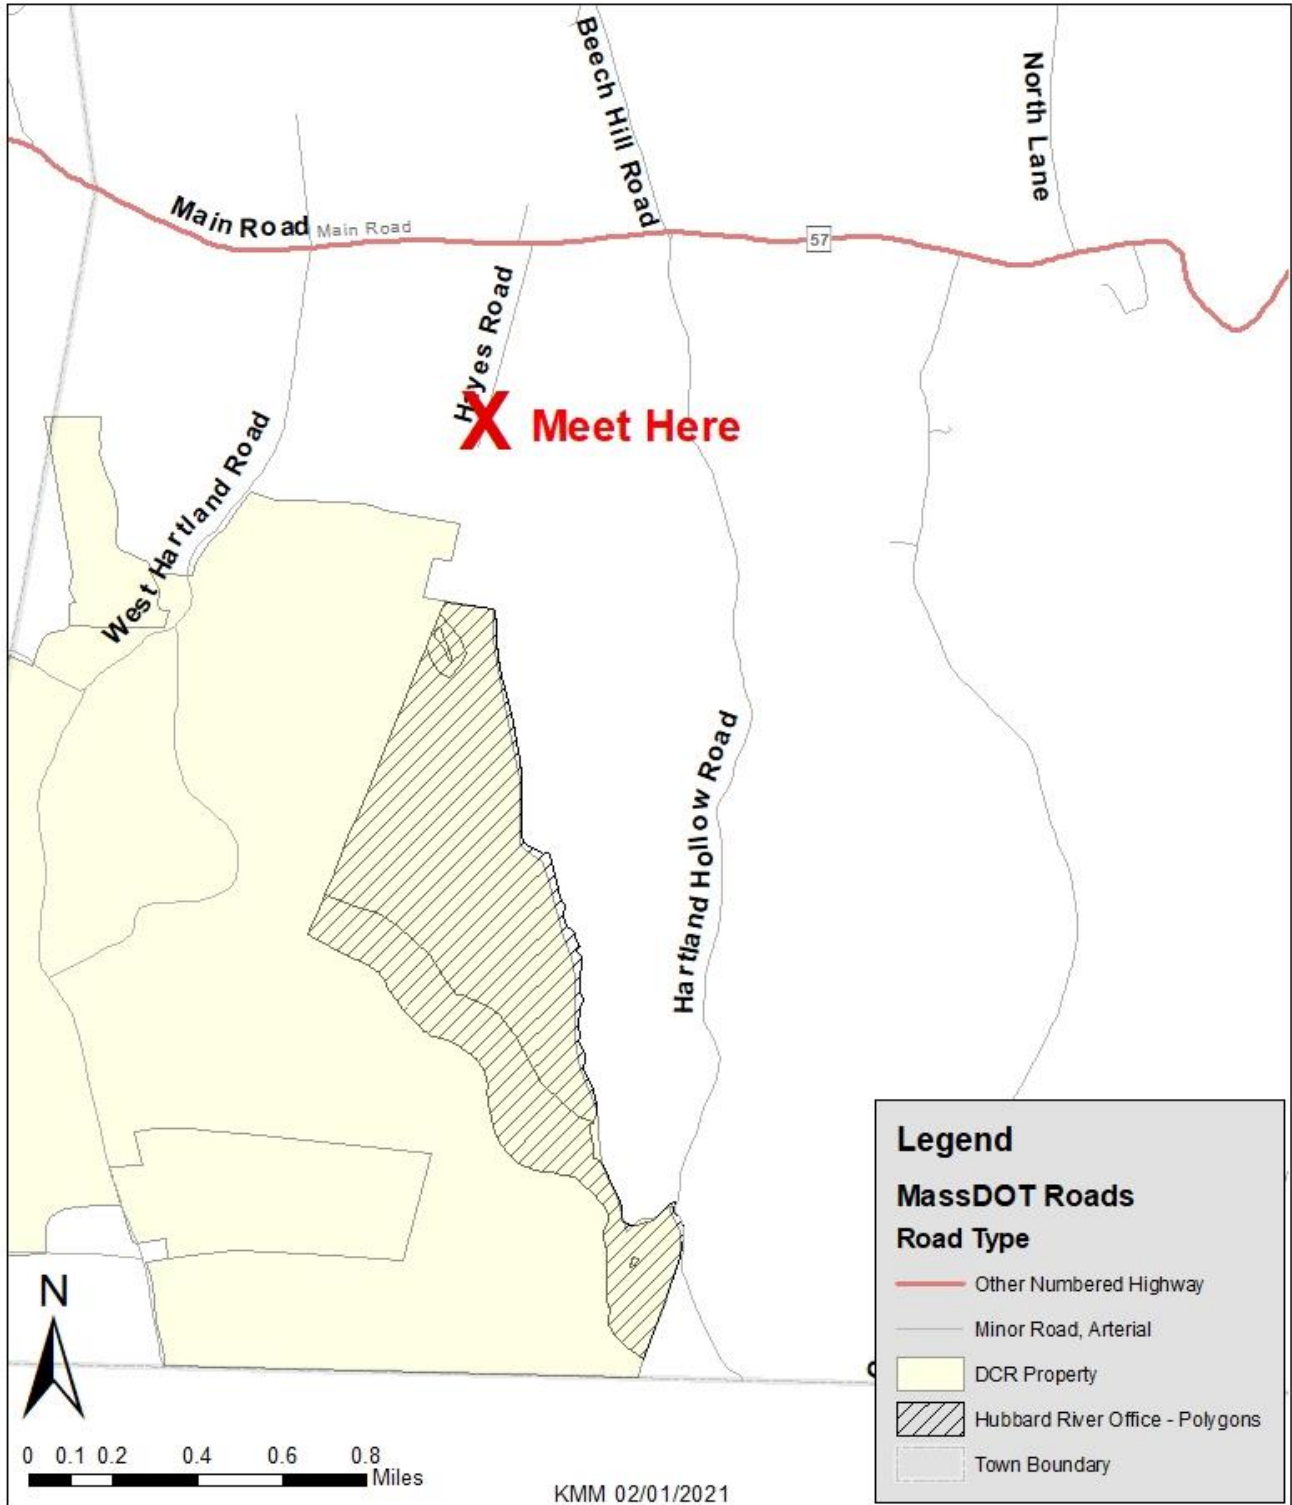 Beech Hill Road
North Lane
Main Road
Main Road
57
Hayes Road
Meet Here
West Hartland Road
Hartland Hollow Road
Legend
MassDOT Roads
Road Type
Other Numbered Highway
Minor Road, Arterial
DCR Property
Hubbard River Office - Polygons
Town Boundary
N
0 0.1 0.2 0.4 0.6 0.8
Miles
KMM 02/01/2021